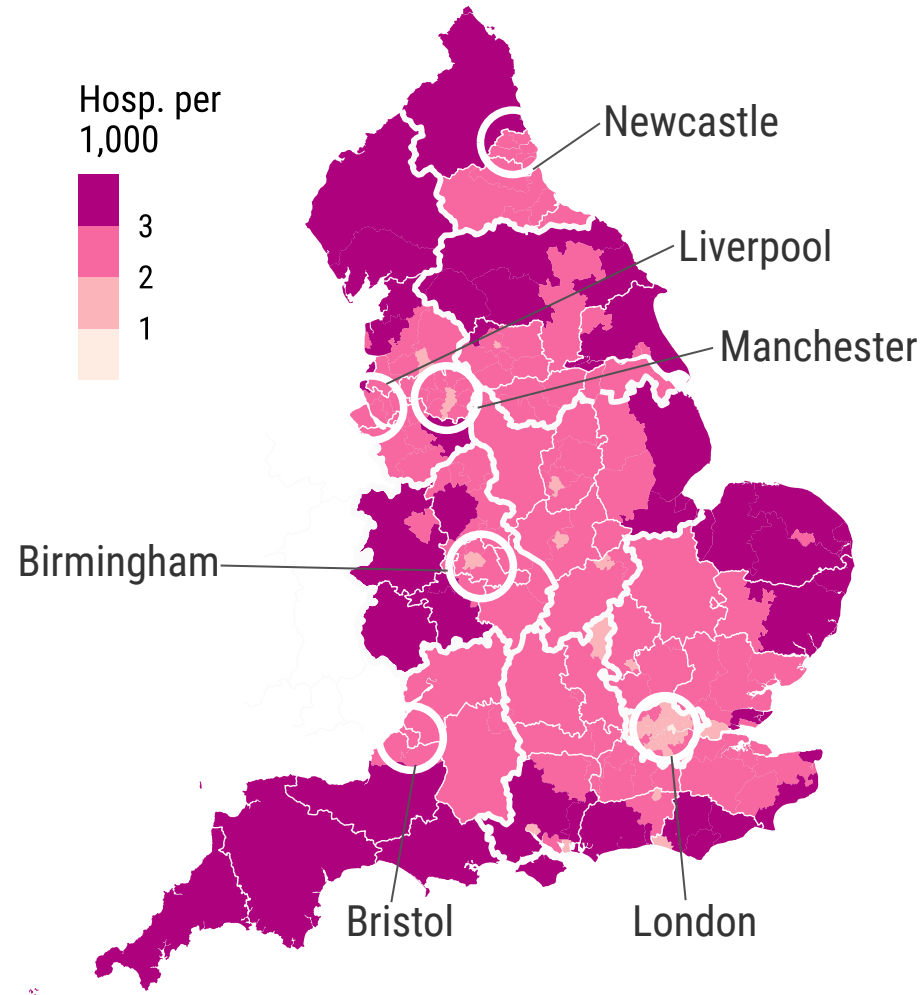 Hosp. per
1,000
3
2
1
Newcastle
Liverpool
Manchester
Birmingham
Bristol
London